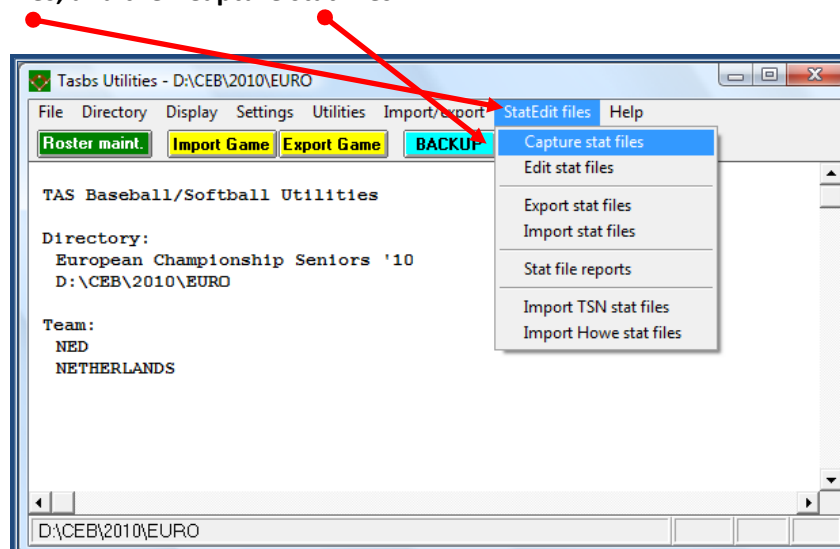 Tasbs Utilities - D:\CEB\2010\EURO
File Directory Display Settings Utilities Import/export StatEdit files Help
Roster maint. Import Game Export Game BACKUP
Capture stat files
Edit stat files
Export stat files
Import stat files
Stat file reports
Import TSN stat files
Import Howe stat files
TAS Baseball/Softball Utilities
Directory:
European Championship Seniors '10
D:\CEB\2010\EURO
Team:
NED
NETHERLANDS
D:\CEB\2010\EURO